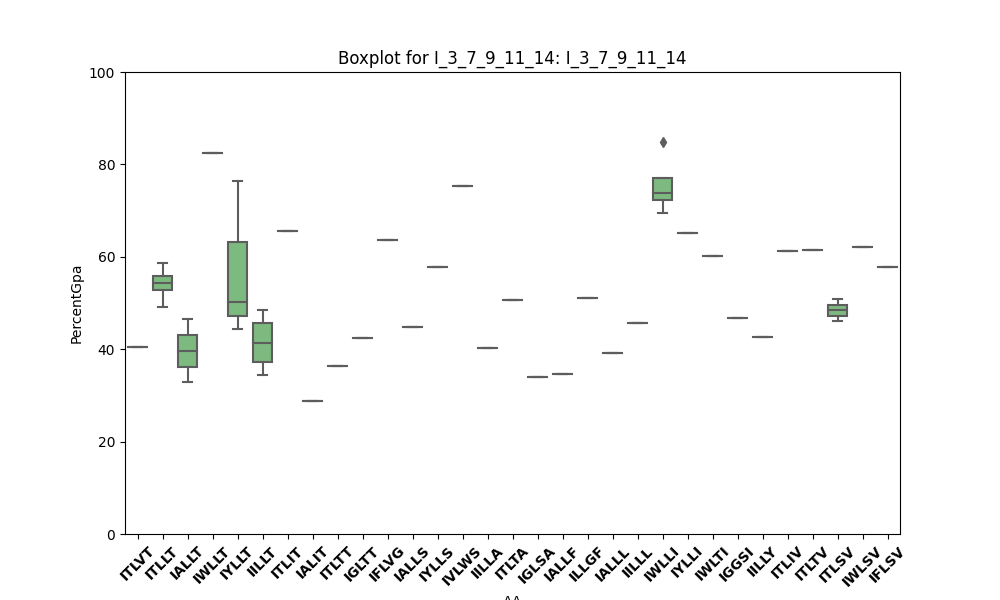 Boxplot for I_3_7_9_11_14: I_3_7_9_11_14
PercentGpa
100
80
60
40
20
0
ITLVT
ITLLT
IALLT
IWLLT
IYLLT
IILLT
ITLIT
IALIT
ITLTT
IGLTT
IFLVG
IALLS
IYLLS
IVLWS
IILLA
ITLTA
IGLSA
IALLF
ILLGF
IALLL
IILLL
IWLLI
IYLLI
IWLTI
IGGSI
IILLY
ITLIV
ITLTV
ITLSV
IWLSV
IFLSV
AA